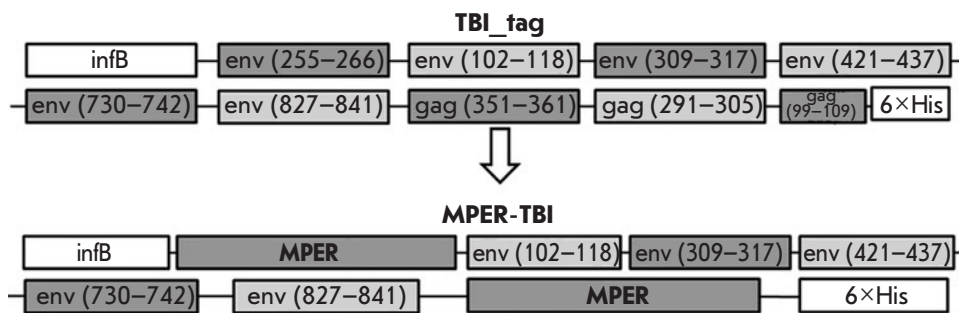 TBI_tag
infB env (255–266) env (102–118) env (309–317) env (421–437)
env (730–742) env (827–841) gag (351–361) gag (291–305) gag (99–109) 6×His
MPER-TBI
infB MPER env (102–118) env (309–317) env (421–437)
env (730–742) env (827–841) MPER 6×His